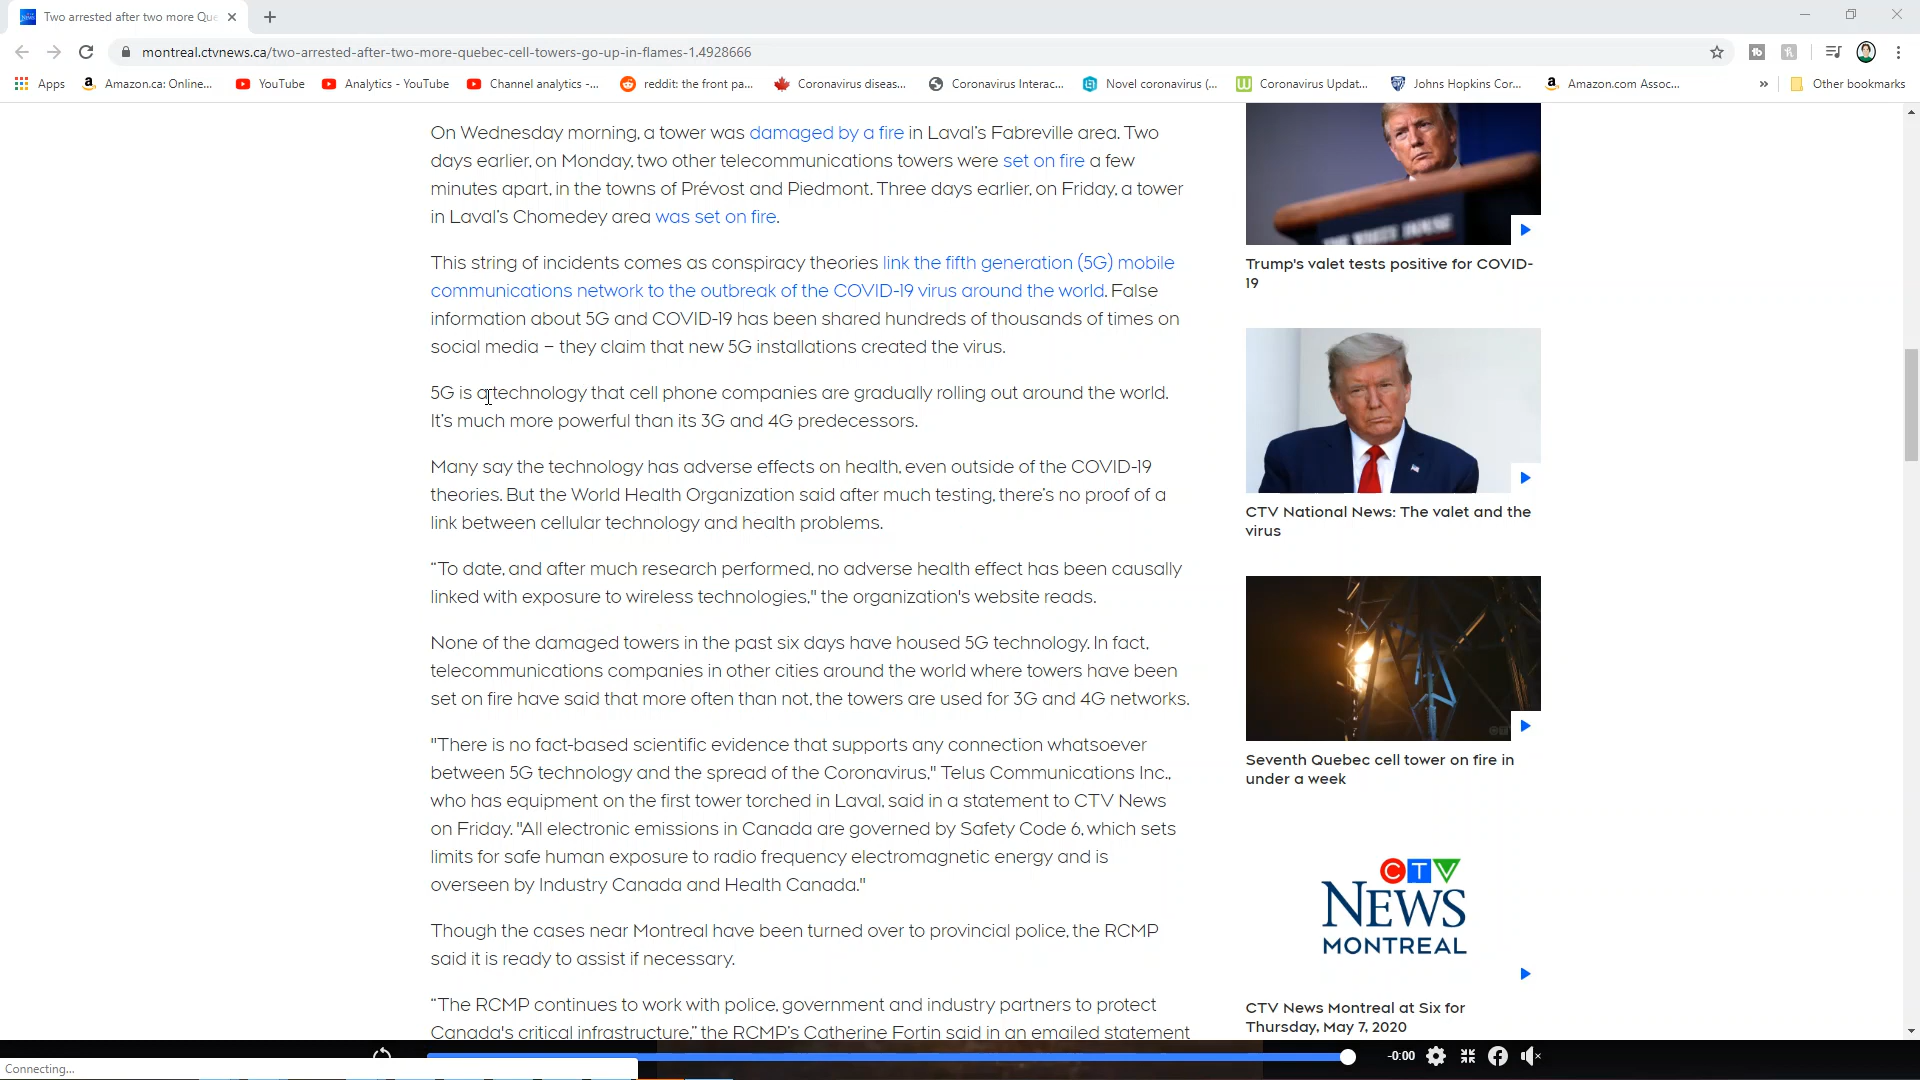 Two arrested after two more Que
montreal.ctvnews.ca/two-arrested-after-two-more-quebec-cell-towers-go-up-in-flames-1.4928666
Apps
Amazon.ca: Online...
YouTube
Analytics - YouTube
Channel analytics -...
reddit: the front pa...
Coronavirus diseas...
Coronavirus Interac...
Novel coronavirus (...
Coronavirus Updat...
Johns Hopkins Cor...
Amazon.com Assoc...
»
Other bookmarks
On Wednesday morning, a tower was damaged by a fire in Laval's Fabreville area. Two
days earlier, on Monday, two other telecommunications towers were set on fire a few
minutes apart, in the towns of Prévost and Piedmont. Three days earlier, on Friday, a tower
in Laval's Chomedey area was set on fire.
This string of incidents comes as conspiracy theories link the fifth generation (5G) mobile
communications network to the outbreak of the COVID-19 virus around the world. False
information about 5G and COVID-19 has been shared hundreds of thousands of times on
social media – they claim that new 5G installations created the virus.
5G is a technology that cell phone companies are gradually rolling out around the world.
It's much more powerful than its 3G and 4G predecessors.
Many say the technology has adverse effects on health, even outside of the COVID-19
theories. But the World Health Organization said after much testing, there's no proof of a
link between cellular technology and health problems.
“To date, and after much research performed, no adverse health effect has been causally
linked with exposure to wireless technologies," the organization's website reads.
None of the damaged towers in the past six days have housed 5G technology. In fact,
telecommunications companies in other cities around the world where towers have been
set on fire have said that more often than not, the towers are used for 3G and 4G networks.
"There is no fact-based scientific evidence that supports any connection whatsoever
between 5G technology and the spread of the Coronavirus," Telus Communications Inc.,
who has equipment on the first tower torched in Laval, said in a statement to CTV News
on Friday. "All electronic emissions in Canada are governed by Safety Code 6, which sets
limits for safe human exposure to radio frequency electromagnetic energy and is
overseen by Industry Canada and Health Canada."
Though the cases near Montreal have been turned over to provincial police, the RCMP
said it is ready to assist if necessary.
“The RCMP continues to work with police, government and industry partners to protect
Canada's critical infrastructure,” the RCMP's Catherine Fortin said in an emailed statement
THE WHITE HOUSE
Trump's valet tests positive for COVID-
19
CTV National News: The valet and the
virus
Seventh Quebec cell tower on fire in
under a week
CTV
NEWS
MONTREAL
CTV News Montreal at Six for
Thursday, May 7, 2020
-0:00
Connecting...